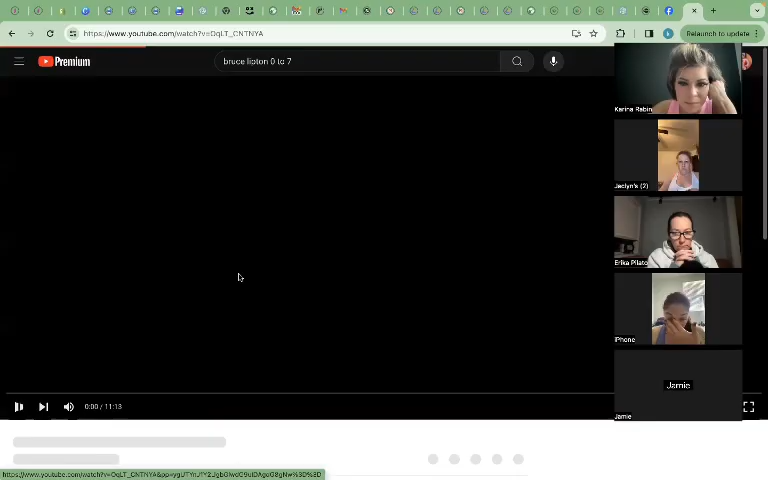 https://www.youtube.com/watch?v=OqLT_CNTNYA
Relaunch to update
Premium
bruce lipton 0 to 7
Karina Rabin
Jaclyn's (2)
Erika Pilato
iPhone
Jamie
Jamie
0:00 / 11:13